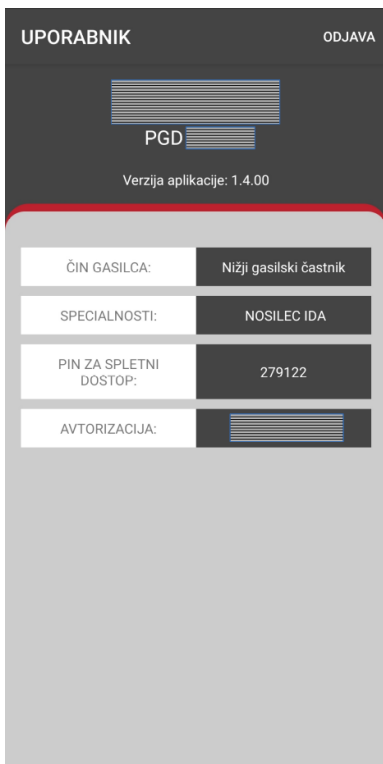 UPORABNIK
ODJAVA
PGD
Verzija aplikacije: 1.4.00
ČIN GASILCA:
Nižji gasilski častnik
SPECIALNOSTI:
NOSILEC IDA
PIN ZA SPLETNI
DOSTOP:
279122
AVTORIZACIJA: